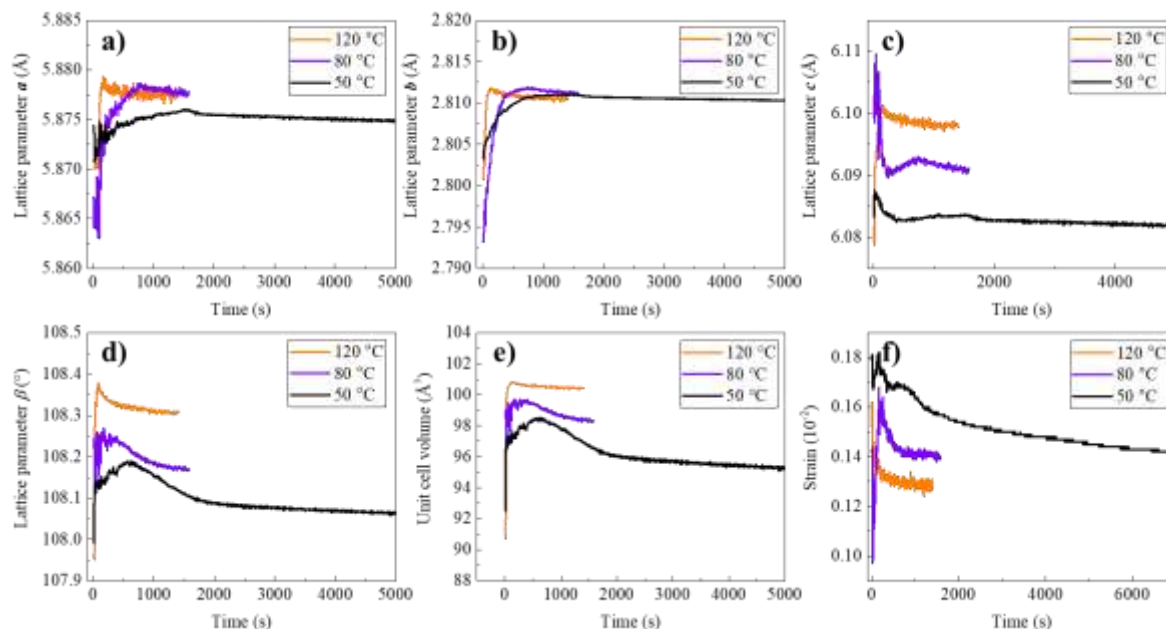 a)
Lattice parameter a (Å)
5.885
5.880
5.875
5.870
5.865
5.860
120 °C
80 °C
50 °C
0 1000 2000 3000 4000 5000
Time (s)
b)
Lattice parameter b (Å)
2.820
2.815
2.810
2.805
2.800
2.795
2.790
120 °C
80 °C
50 °C
0 1000 2000 3000 4000 5000
Time (s)
c)
Lattice parameter c (Å)
6.11
6.10
6.09
6.08
120 °C
80 °C
50 °C
0 2000 4000
Time (s)
d)
Lattice parameter β (°)
108.5
108.4
108.3
108.2
108.1
108.0
107.9
120 °C
80 °C
50 °C
0 1000 2000 3000 4000 5000
Time (s)
e)
Unit cell volume (Å³)
104
102
100
98
96
94
92
90
88
120 °C
80 °C
50 °C
0 1000 2000 3000 4000 5000
Time (s)
f)
Strain (10⁻²)
0.18
0.16
0.14
0.12
0.10
120 °C
80 °C
50 °C
0 2000 4000 6000
Time (s)